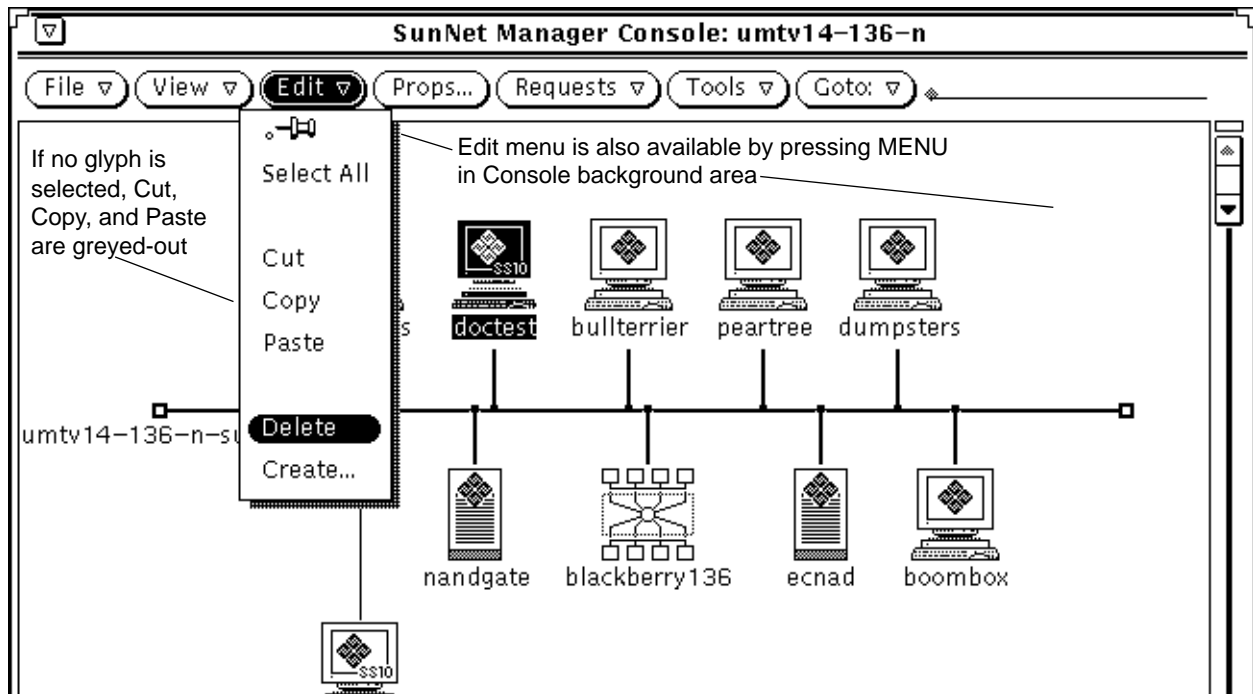 SunNet Manager Console: umtv14-136-n
File View Edit Props... Requests Tools Goto:
If no glyph is
selected, Cut,
Copy, and Paste
are greyed-out
Select All
Cut
Copy
Paste
Delete
Create...
Edit menu is also available by pressing MENU
in Console background area
SS10
s doctest bullterrier peartree dumpsters
umtv14-136-n-su
nandgate blackberry136 ecnad boombox
SS10